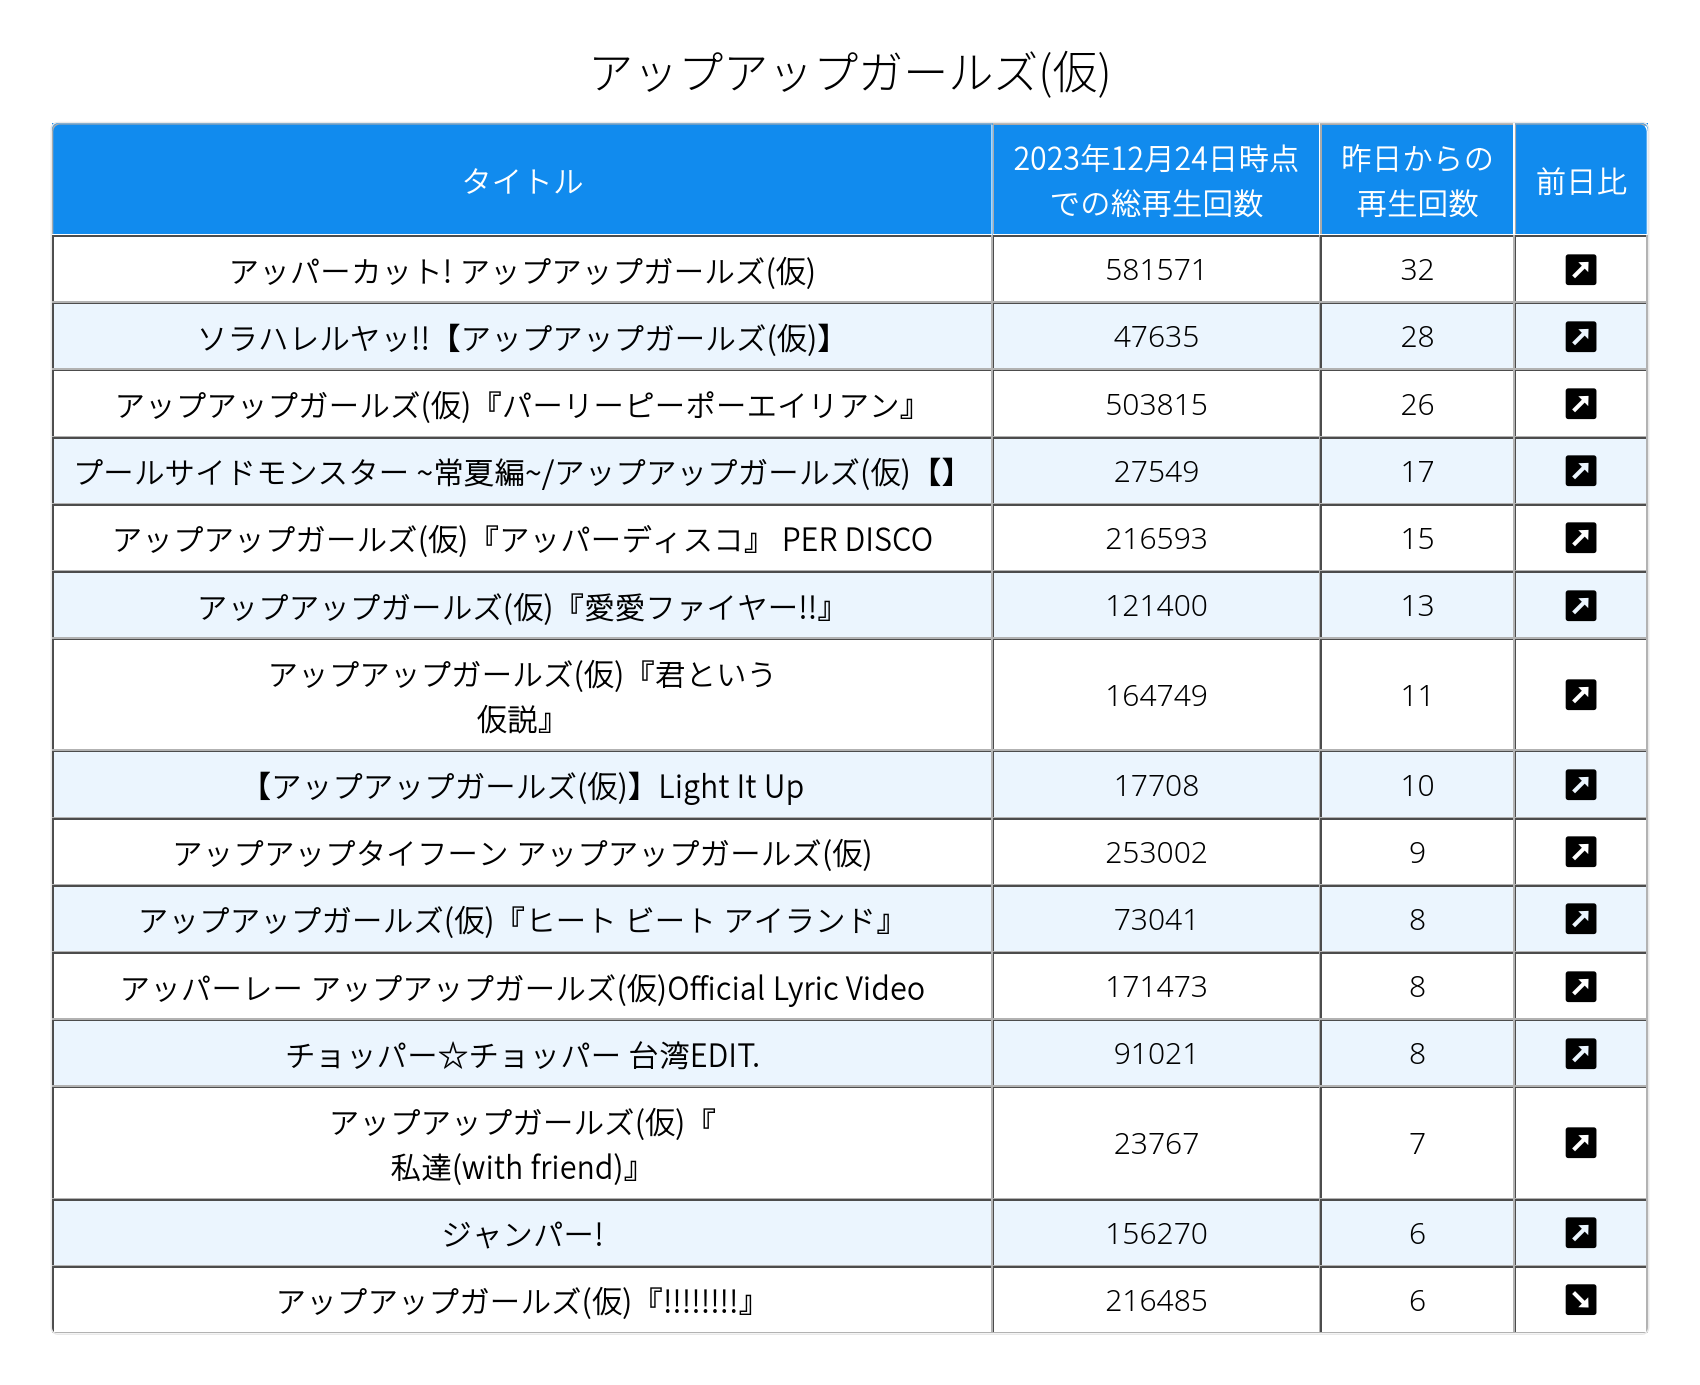 アップアップガールズ(仮)
タイトル
2023年12月24日時点
での総再生回数
昨日からの
再生回数
前日比
アッパーカット! アップアップガールズ(仮) 581571 32
ソラハレルヤッ!!【アップアップガールズ(仮)】 47635 28
アップアップガールズ(仮)『パーリーピーポーエイリアン』 503815 26
プールサイドモンスター ~常夏編~/アップアップガールズ(仮)【】 27549 17
アップアップガールズ(仮)『アッパーディスコ』 PER DISCO 216593 15
アップアップガールズ(仮)『愛愛ファイヤー!!』 121400 13
アップアップガールズ(仮)『君という
仮説』 164749 11
【アップアップガールズ(仮)】Light It Up 17708 10
アップアップタイフーン アップアップガールズ(仮) 253002 9
アップアップガールズ(仮)『ヒート ビート アイランド』 73041 8
アッパーレー アップアップガールズ(仮)Official Lyric Video 171473 8
チョッパー☆チョッパー 台湾EDIT. 91021 8
アップアップガールズ(仮)『
私達(with friend)』 23767 7
ジャンパー! 156270 6
アップアップガールズ(仮)『!!!!!!!!』 216485 6